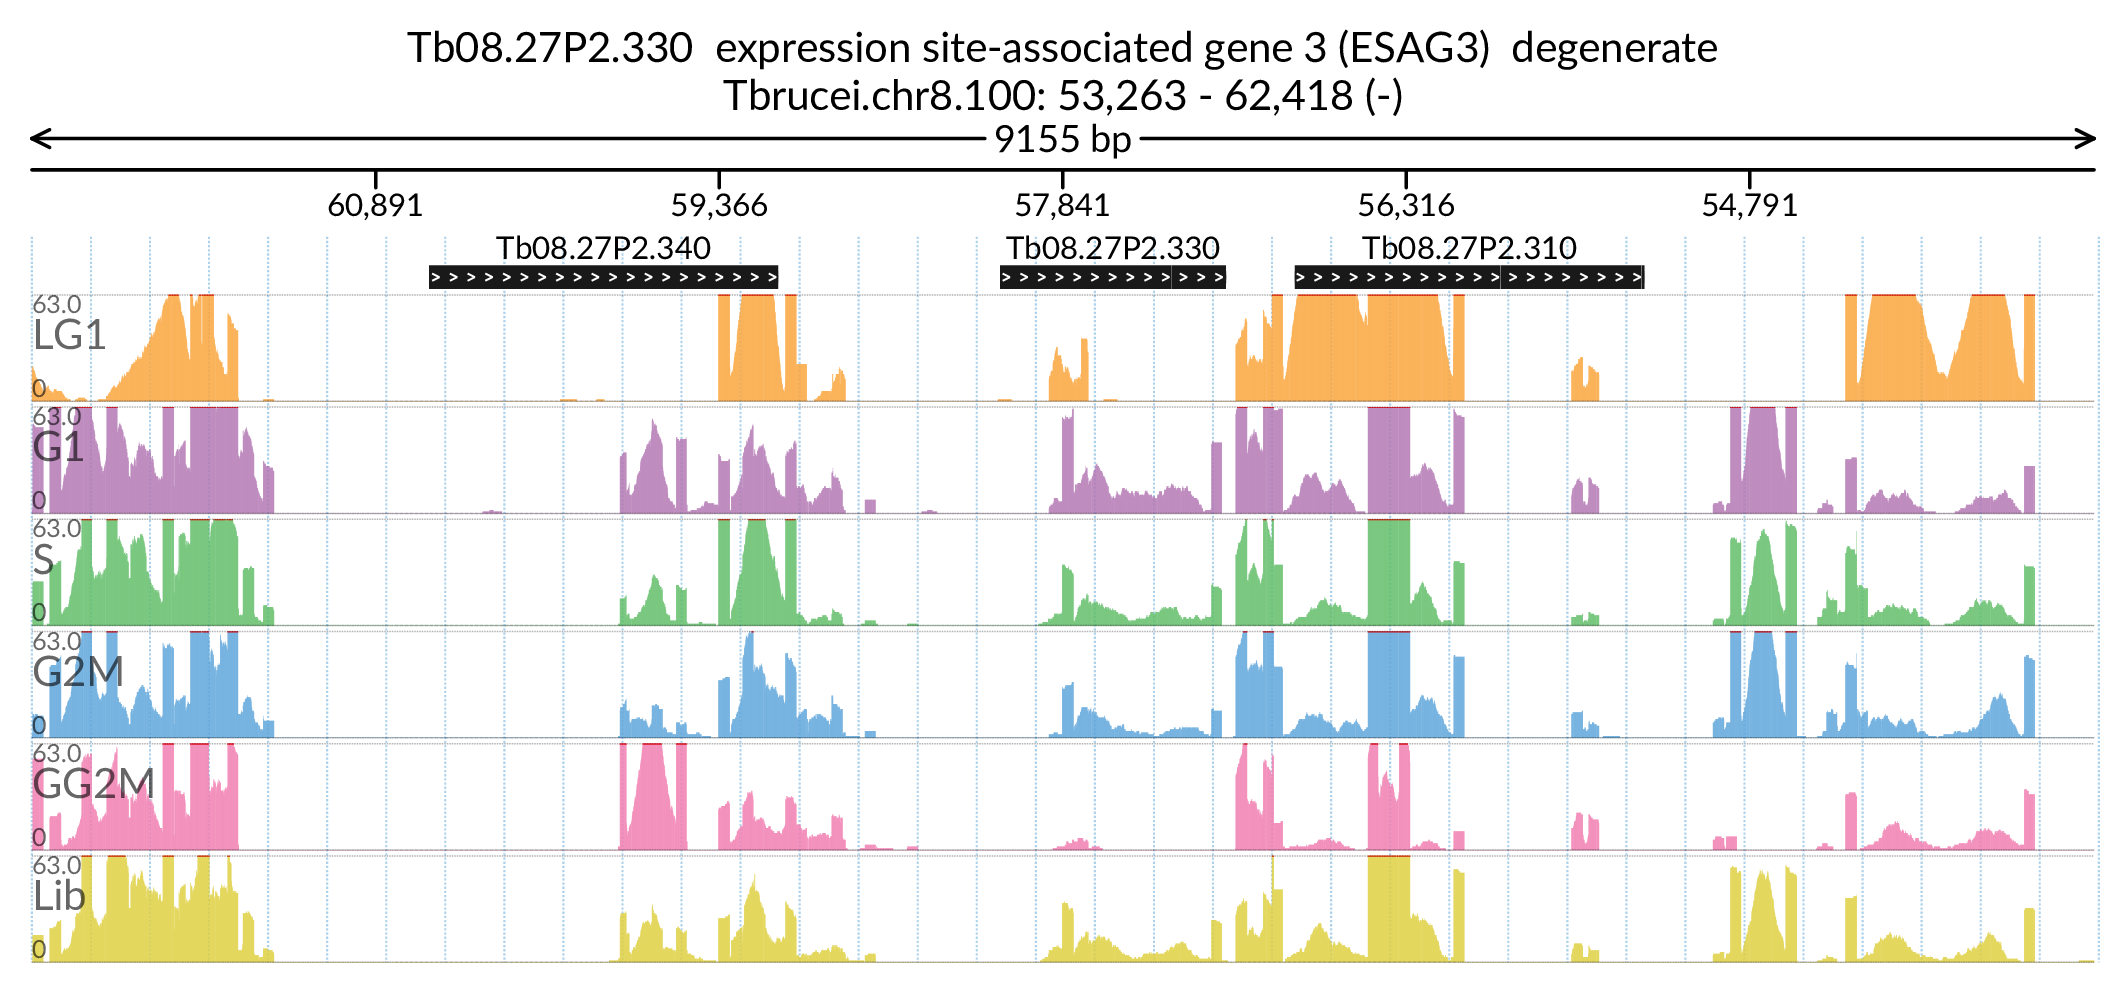 Tb08.27P2.330  expression site-associated gene 3 (ESAG3)  degenerate
Tbrucei.chr8.100: 53,263 - 62,418 (-)
9155 bp
60,891 59,366 57,841 56,316 54,791
Tb08.27P2.340 Tb08.27P2.330 Tb08.27P2.310
63.0
LG1
0
63.0
G1
0
63.0
S
0
63.0
G2M
0
63.0
GG2M
0
63.0
Lib
0